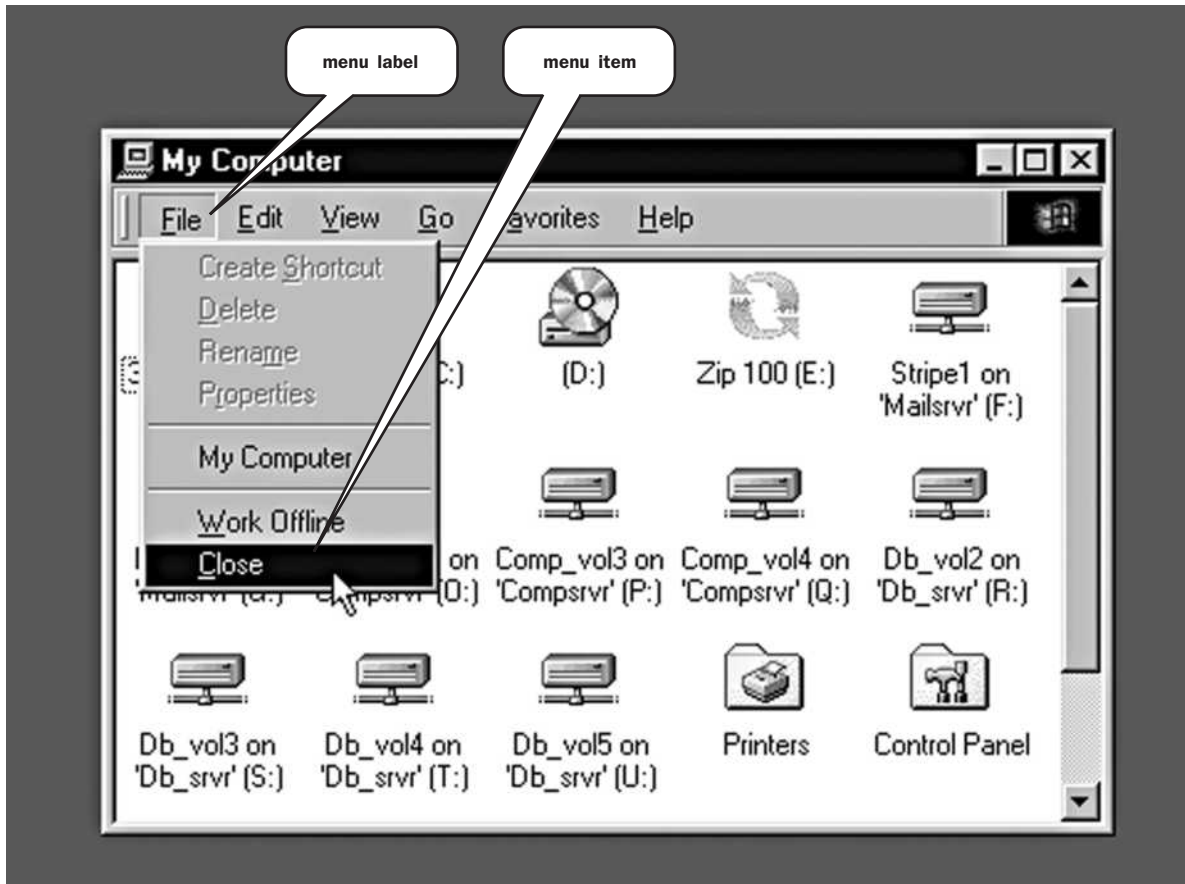 menu label
menu item
My Computer
File Edit View Go avorites Help
Create Shortcut
Delete
Rename
Properties
My Computer
Work Offline
Close
C:)
(D:)
Zip 100 (E:)
Stripe1 on
'Mailsrvr' (F:)
on
(O:)
Comp_vol3 on
'Compsrvr' (P:)
Comp_vol4 on
'Compsrvr' (Q:)
Db_vol2 on
'Db_srvr' (R:)
Db_vol3 on
'Db_srvr' (S:)
Db_vol4 on
'Db_srvr' (T:)
Db_vol5 on
'Db_srvr' (U:)
Printers
Control Panel